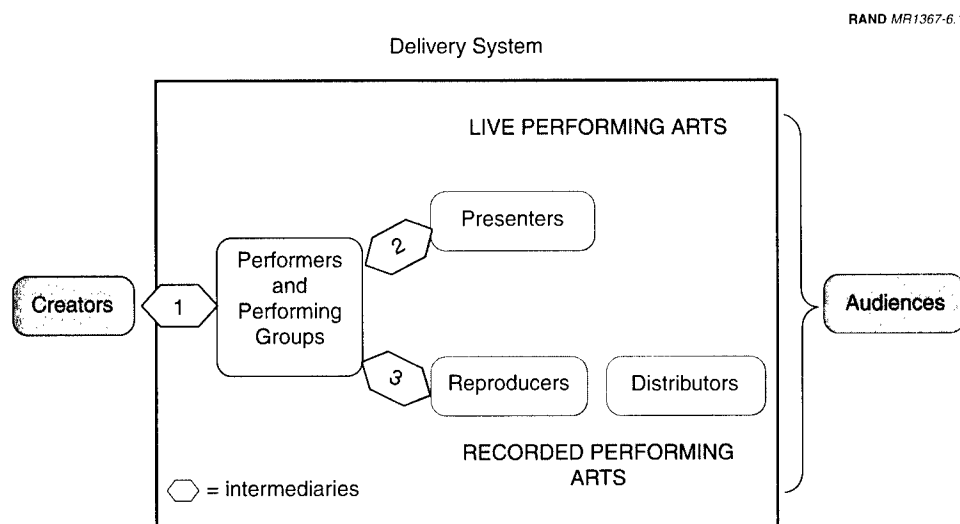 RAND MR1367-6.1
Delivery System
LIVE PERFORMING ARTS
2
Presenters
Performers
and
Performing
Groups
Creators
1
Audiences
3
Reproducers
Distributors
RECORDED PERFORMING
ARTS
= intermediaries